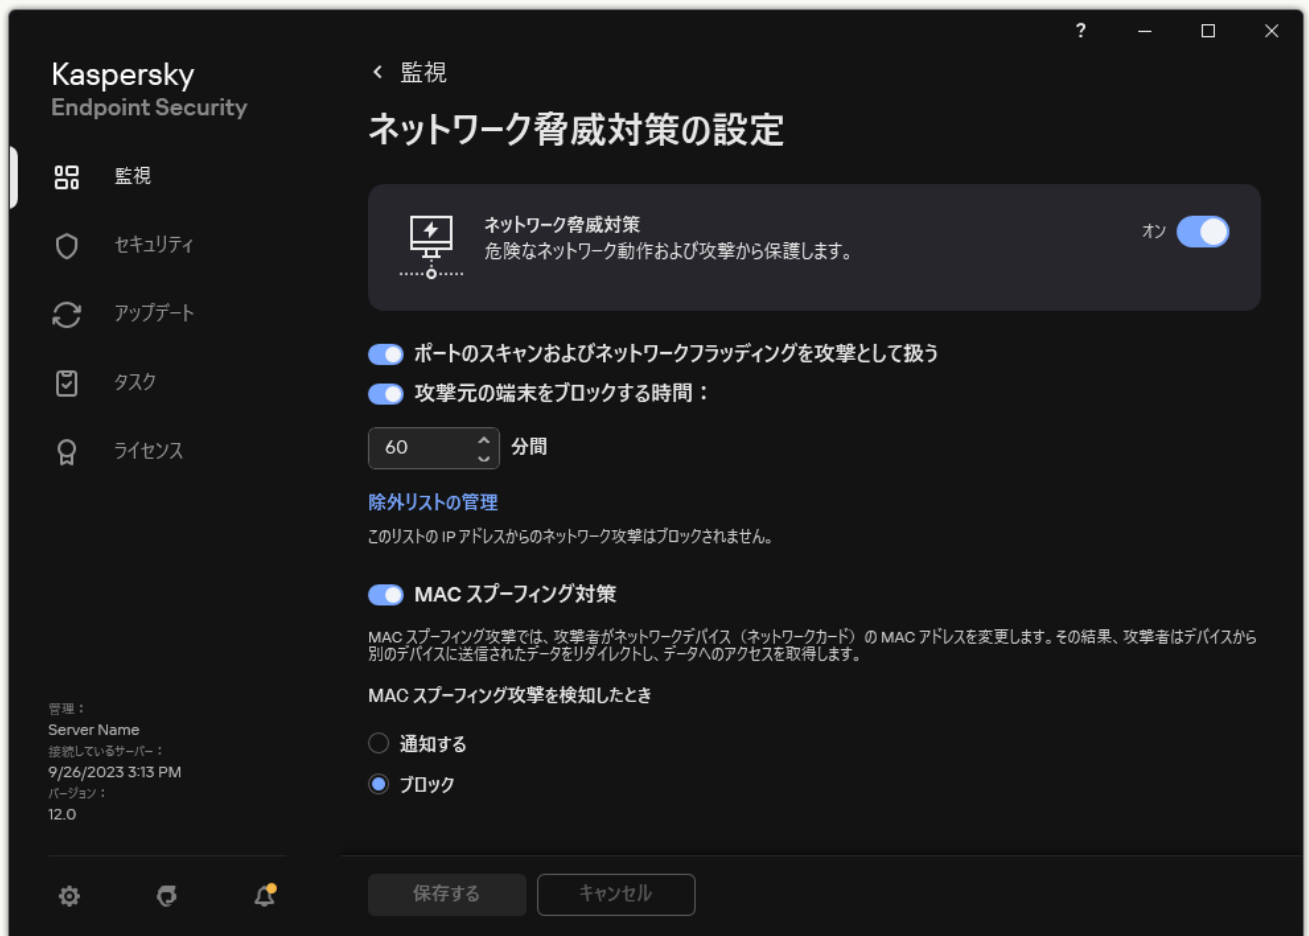 ?
Kaspersky
Endpoint Security
監視
セキュリティ
アップデート
タスク
ライセンス
管理：
Server Name
接続しているサーバー：
9/26/2023 3:13 PM
バージョン：
12.0
監視
ネットワーク脅威対策の設定
ネットワーク脅威対策
危険なネットワーク動作および攻撃から保護します。
オン
ポートのスキャンおよびネットワークフラッディングを攻撃として扱う
攻撃元の端末をブロックする時間：
60 分間
除外リストの管理
このリストの IP アドレスからのネットワーク攻撃はブロックされません。
MAC スプーフィング対策
MAC スプーフィング攻撃では、攻撃者がネットワークデバイス（ネットワークカード）の MAC アドレスを変更します。その結果、攻撃者はデバイスから
別のデバイスに送信されたデータをリダイレクトし、データへのアクセスを取得します。
MAC スプーフィング攻撃を検知したとき
通知する
ブロック
保存する
キャンセル